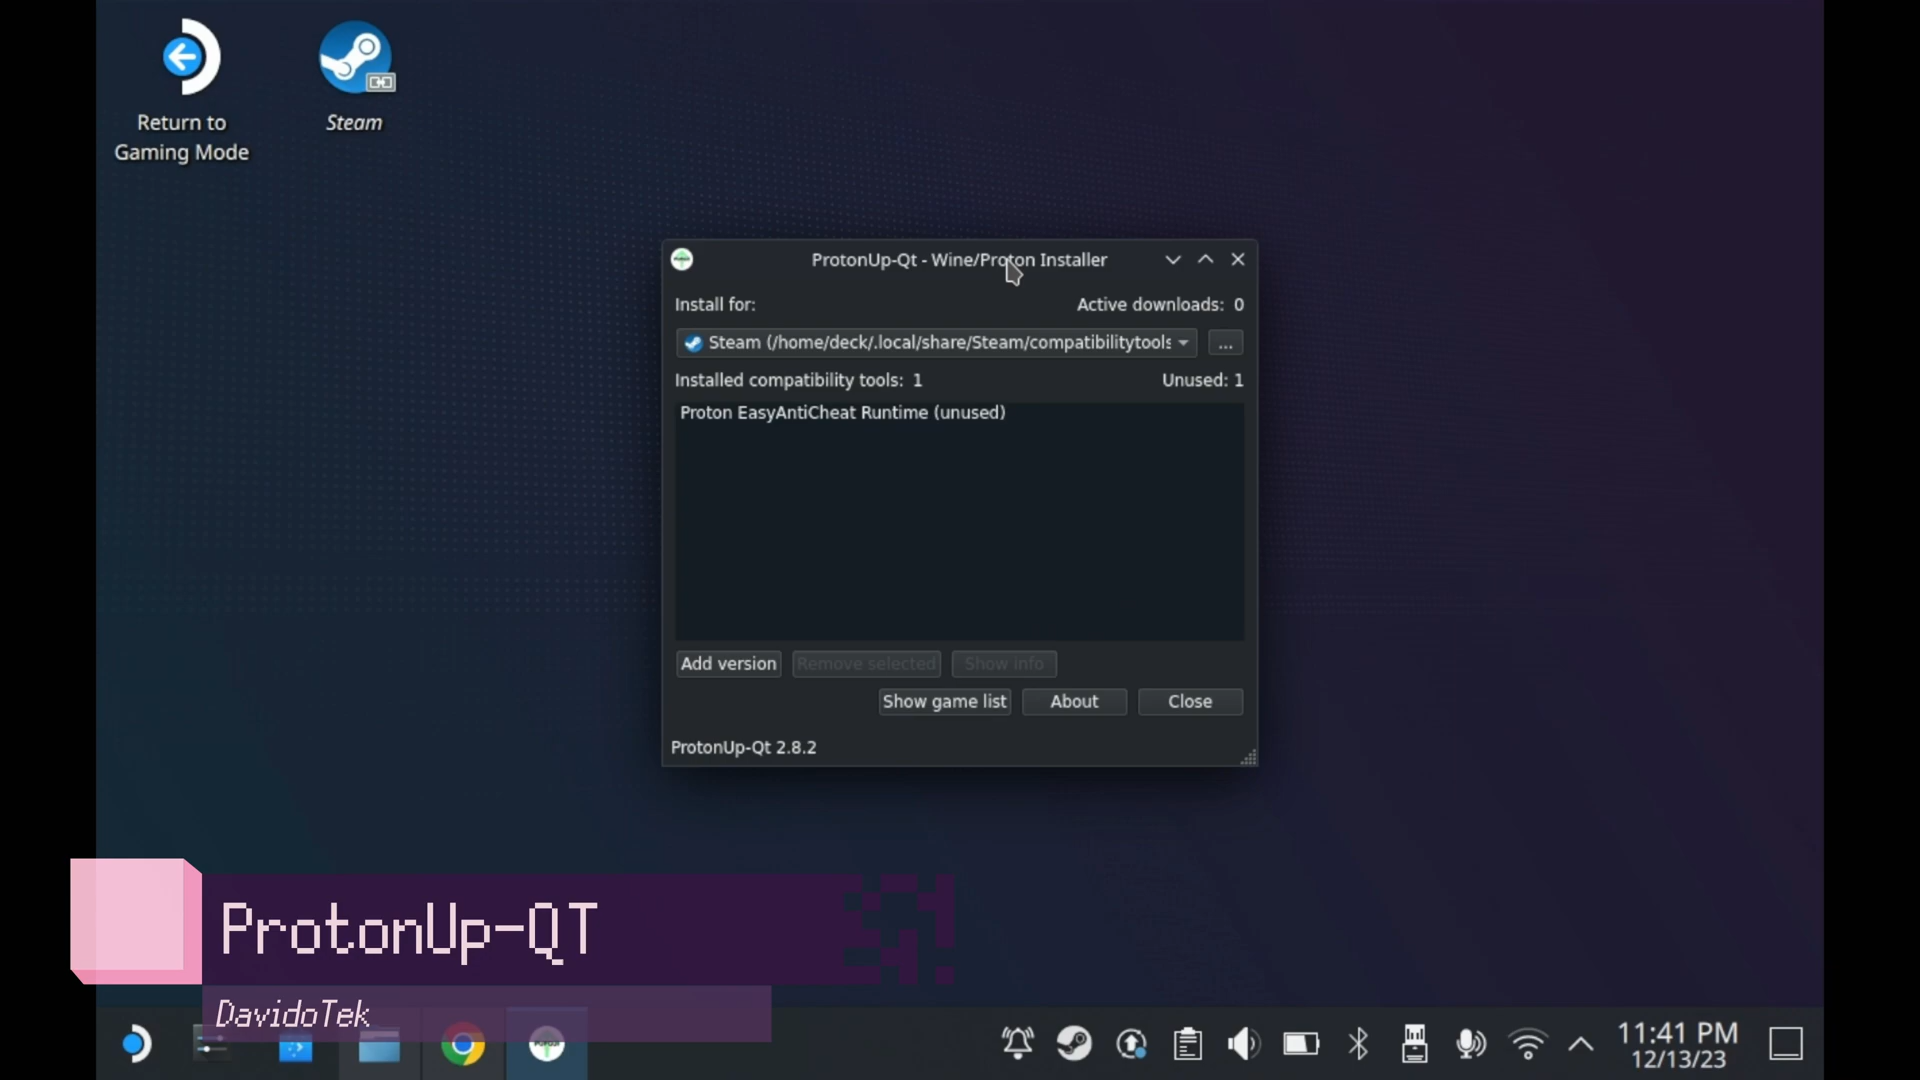 Return to
Gaming Mode
Steam
ProtonUp-Qt - Wine/Proton Installer
Install for:
Active downloads: 0
Steam (/home/deck/.local/share/Steam/compatibilitytools
...
Installed compatibility tools: 1
Unused: 1
Proton EasyAntiCheat Runtime (unused)
Add version
Remove selected
Show info
Show game list
About
Close
ProtonUp-Qt 2.8.2
ProtonUp-QT
DavidoTek
11:41 PM
12/13/23